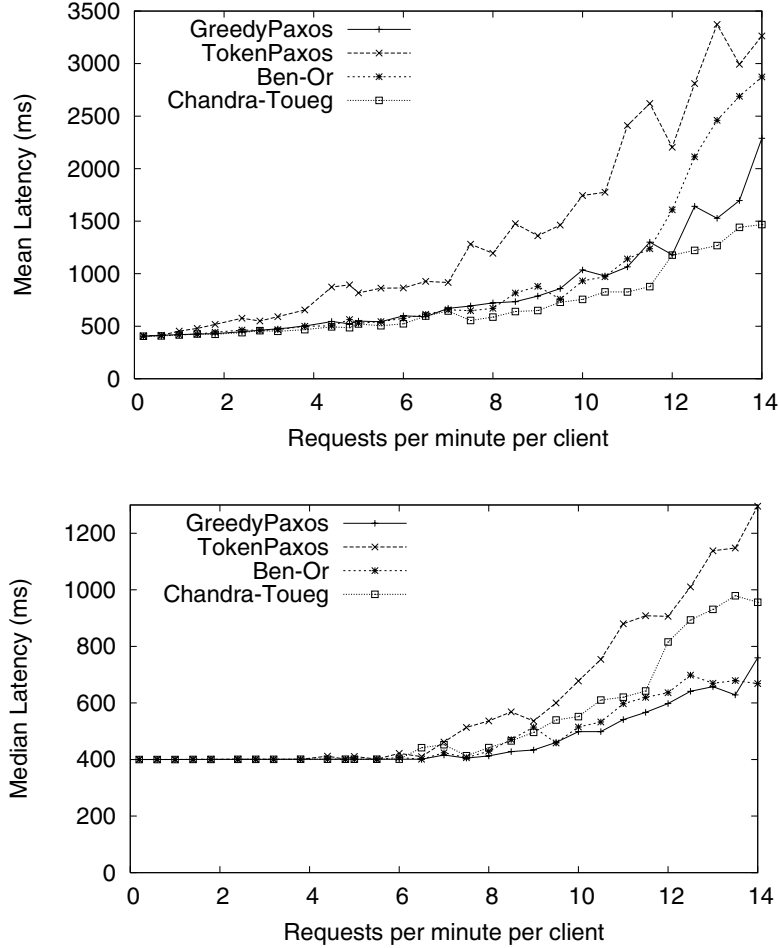 3500
3000
2500
2000
1500
1000
500
0
Mean Latency (ms)
GreedyPaxos
TokenPaxos
Ben-Or
Chandra-Toueg
0 2 4 6 8 10 12 14
Requests per minute per client
1200
1000
800
600
400
200
0
Median Latency (ms)
GreedyPaxos
TokenPaxos
Ben-Or
Chandra-Toueg
0 2 4 6 8 10 12 14
Requests per minute per client